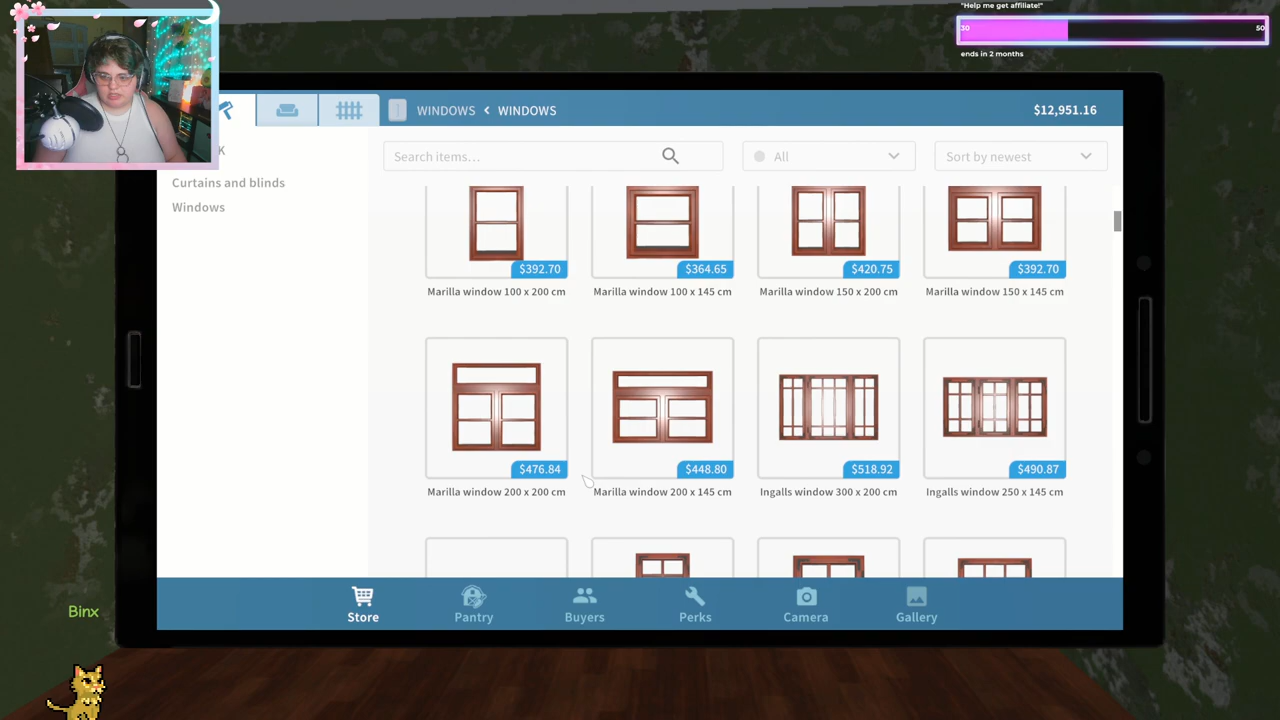 "Help me get affiliate!"
30 50
ends in 2 months
WINDOWS < WINDOWS $12,951.16
K
Search items... All Sort by newest
Curtains and blinds
Windows
$392.70 $364.65 $420.75 $392.70
Marilla window 100 x 200 cm Marilla window 100 x 145 cm Marilla window 150 x 200 cm Marilla window 150 x 145 cm
$476.84 $448.80 $518.92 $490.87
Marilla window 200 x 200 cm Marilla window 200 x 145 cm Ingalls window 300 x 200 cm Ingalls window 250 x 145 cm
Binx
Store Pantry Buyers Perks Camera Gallery